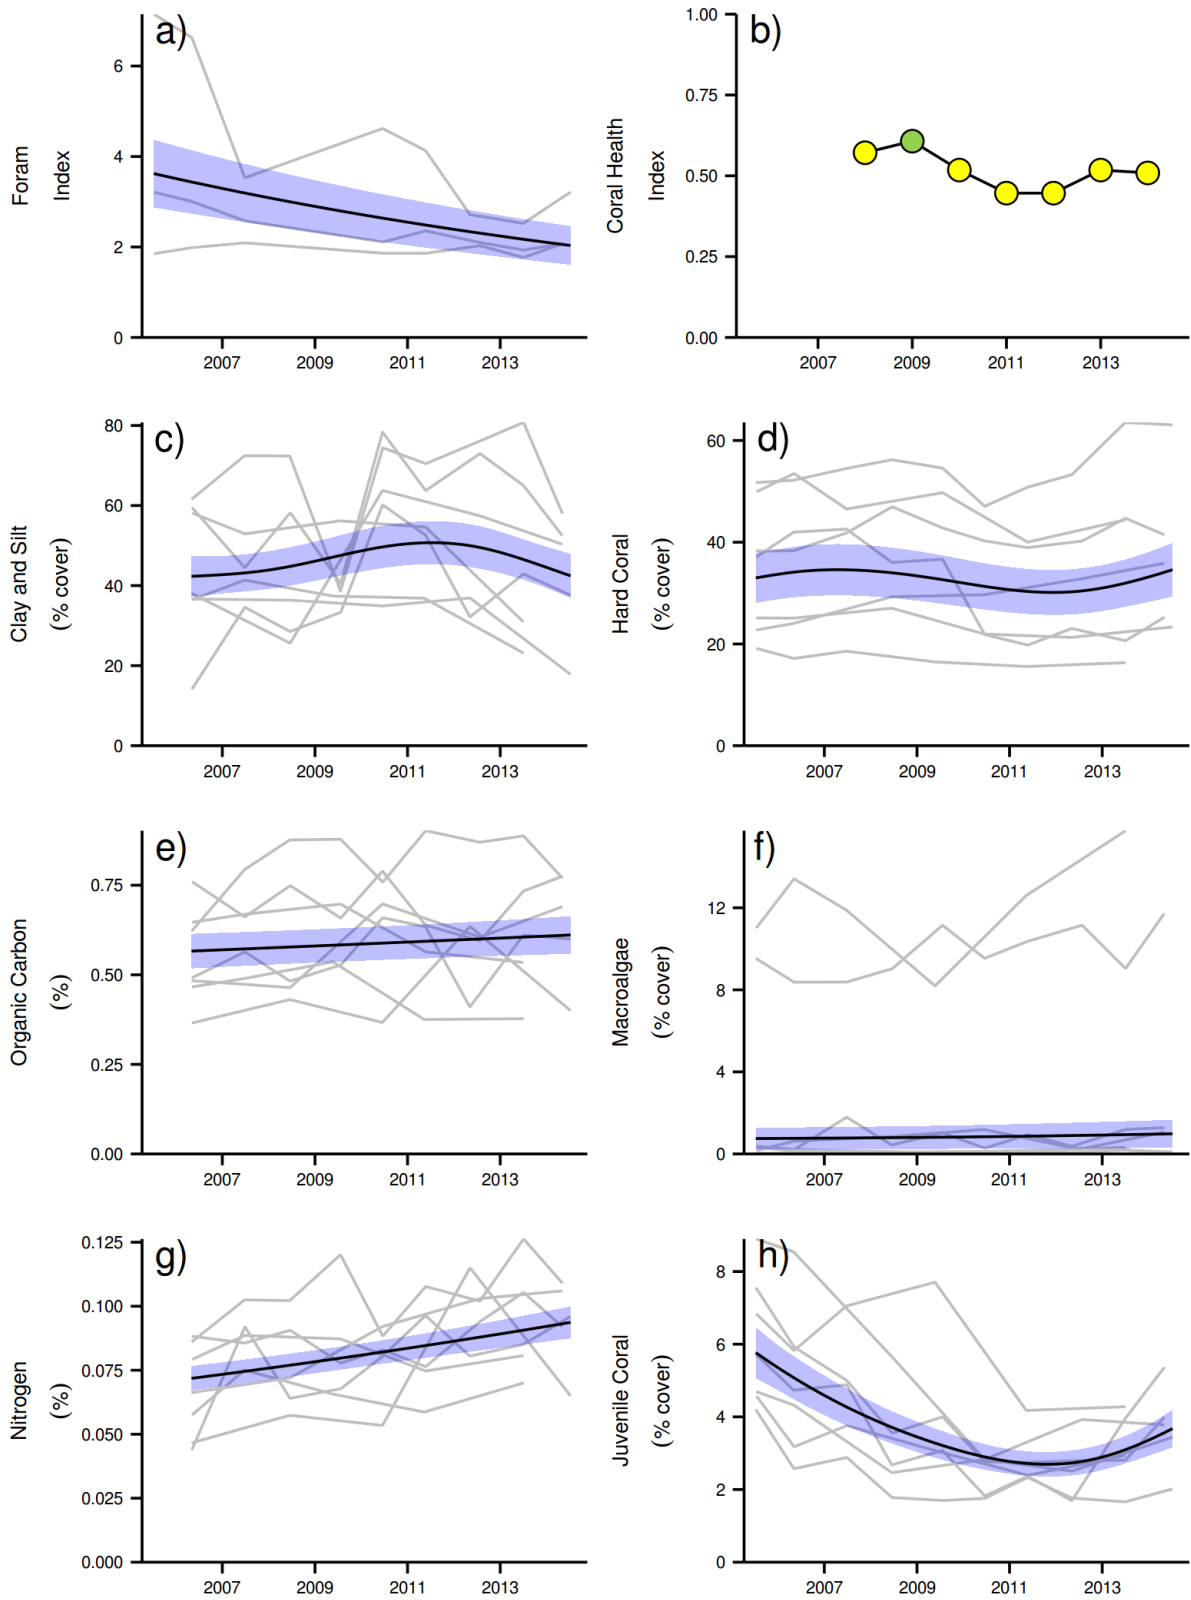 a)
Foram
Index
6
4
2
0
2007 2009 2011 2013
b)
Coral Health
Index
1.00
0.75
0.50
0.25
0.00
2007 2009 2011 2013
c)
Clay and Silt
(% cover)
80
60
40
20
0
2007 2009 2011 2013
d)
Hard Coral
(% cover)
60
40
20
0
2007 2009 2011 2013
e)
Organic Carbon
(%)
0.75
0.50
0.25
0.00
2007 2009 2011 2013
f)
Macroalgae
(% cover)
12
8
4
0
2007 2009 2011 2013
g)
Nitrogen
(%)
0.125
0.100
0.075
0.050
0.025
0.000
2007 2009 2011 2013
h)
Juvenile Coral
(% cover)
8
6
4
2
0
2007 2009 2011 2013